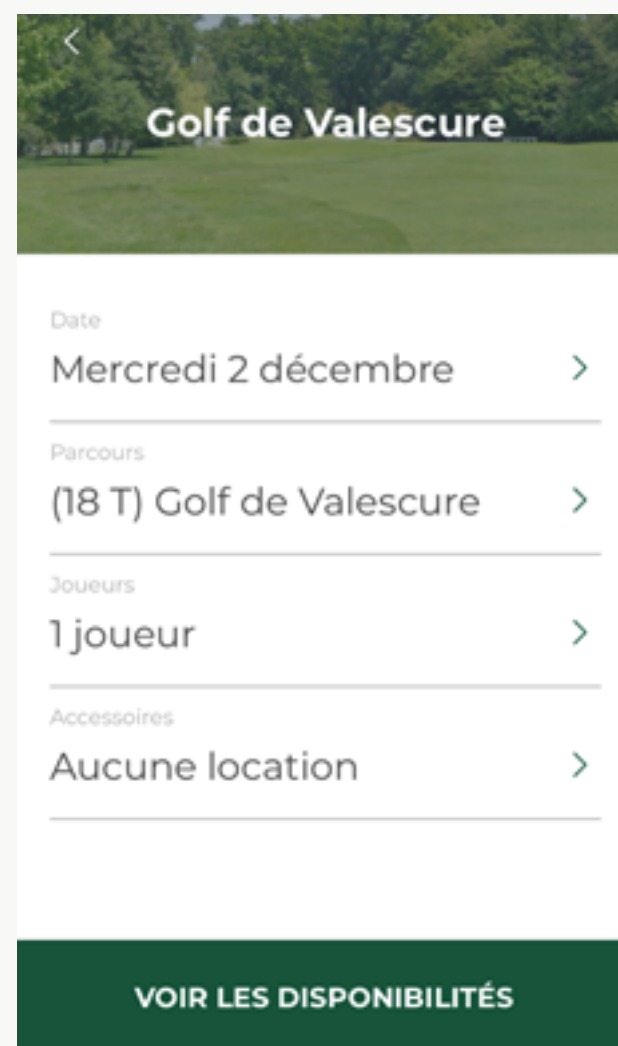 Golf de Valescure
Date
Mercredi 2 décembre
Parcours
(18 T) Golf de Valescure
Joueurs
1 joueur
Accessoires
Aucune location
VOIR LES DISPONIBILITÉS